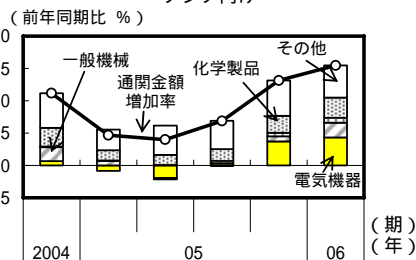 （前年同期比 %）
0
5
0
5
0
5
一般機械
通関金額
増加率
化学製品
その他
電気機器
（期）
2004 05 06 （年）